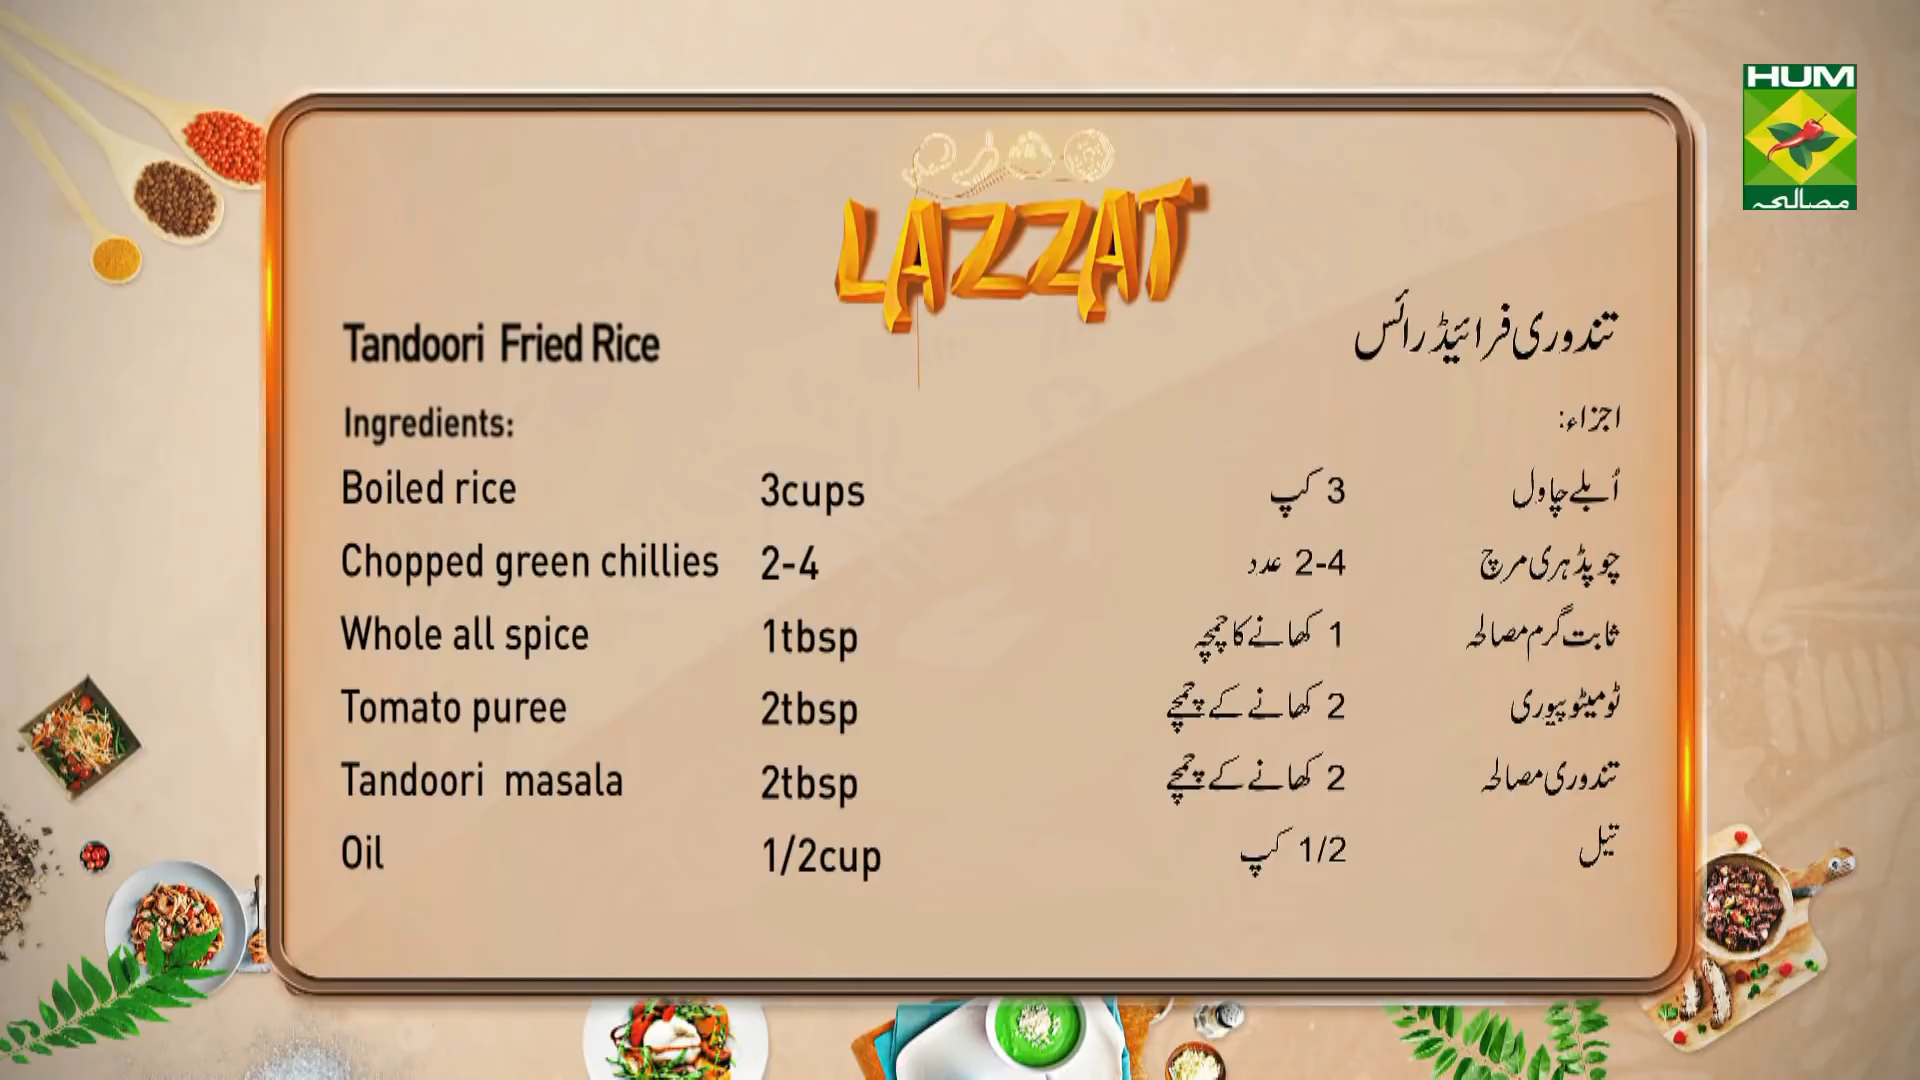 HUM
مصالحہ
LAZZAT
Tandoori Fried Rice
تندوری فرائیڈ رائس
Ingredients:
اجزاء:
Boiled rice 3cups
اُبلے چاول 3 کپ
Chopped green chillies 2-4
چوپڈ ہری مرچ 2-4 عدد
Whole all spice 1tbsp
ثابت گرم مصالحہ 1 کھانے کا چمچہ
Tomato puree 2tbsp
ٹومیٹو پیوری 2 کھانے کے چمچے
Tandoori masala 2tbsp
تندوری مصالحہ 2 کھانے کے چمچے
Oil 1/2cup
تیل 1/2 کپ